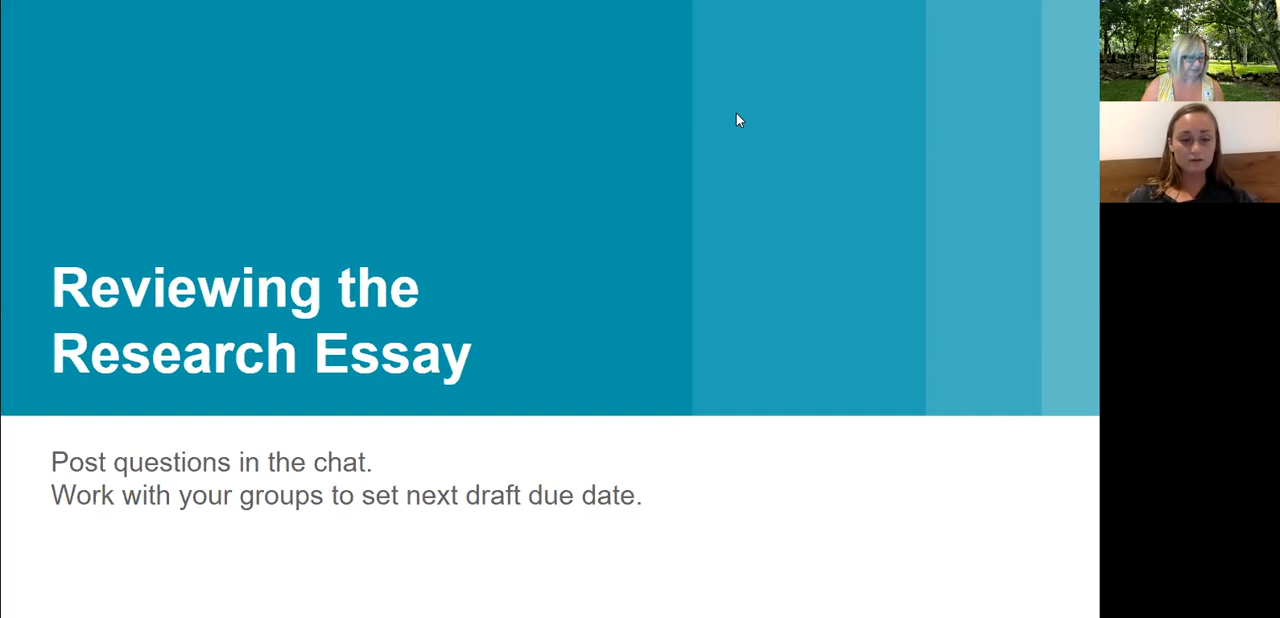 Reviewing the
Research Essay
Post questions in the chat.
Work with your groups to set next draft due date.